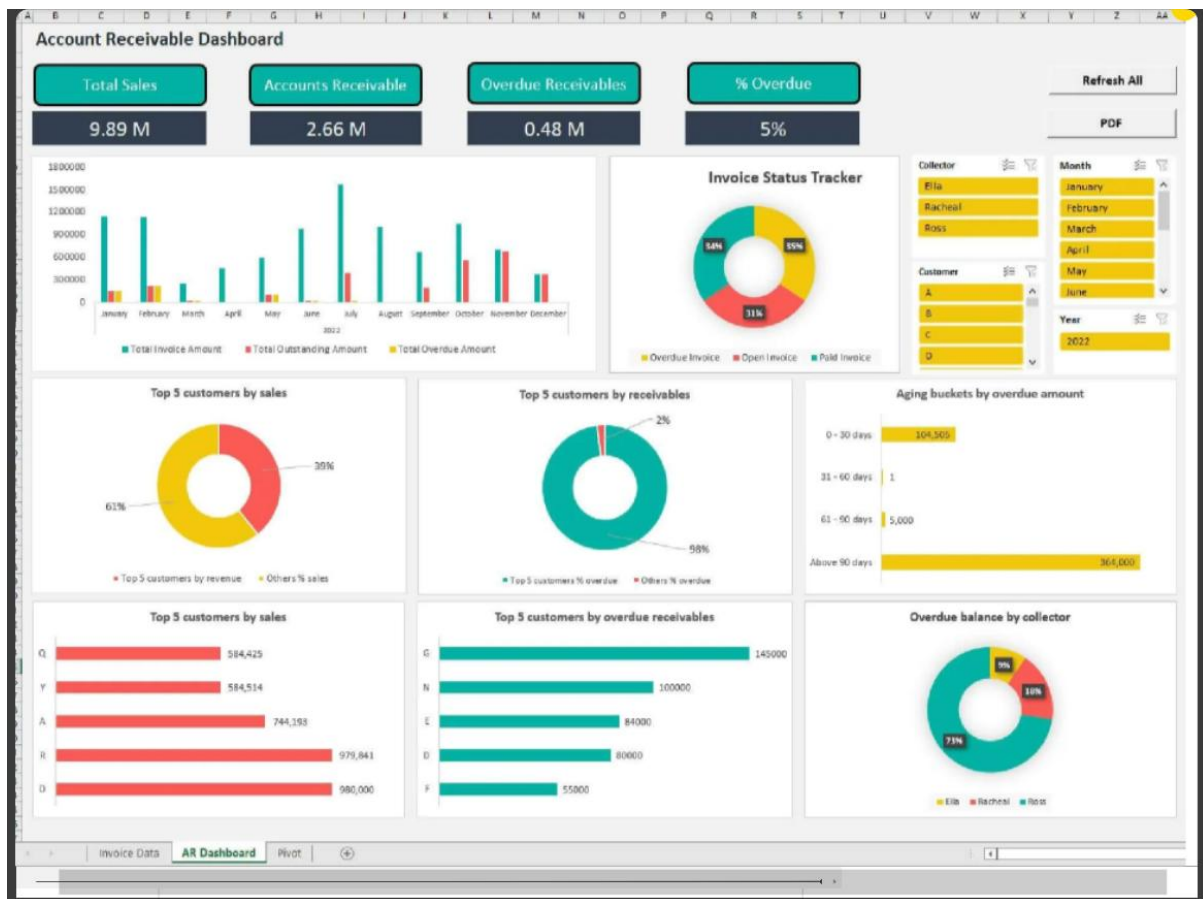 A B C D E F G H I J K L M N O P Q R S T U V W X Y Z AA
Account Receivable Dashboard
Total Sales
Accounts Receivable
Overdue Receivables
% Overdue
Refresh All
9.89 M
2.66 M
0.48 M
5%
PDF
1800000
1500000
1200000
900000
600000
300000
0
January February March April May June July August September October November December
2022
Total Invoice Amount Total Outstanding Amount Total Overdue Amount
Invoice Status Tracker
34%
35%
31%
Overdue Invoice Open Invoice Paid Invoice
Collector
Ella
Racheal
Ross
Customer
A
B
C
D
Month
January
February
March
April
May
June
Year
2022
Top 5 customers by sales
39%
61%
Top 5 customers by revenue Others % sales
Top 5 customers by receivables
2%
98%
Top 5 customers % overdue Others % overdue
Aging buckets by overdue amount
0 - 30 days 104,505
31 - 60 days 1
61 - 90 days 5,000
Above 90 days 364,000
Top 5 customers by sales
Q 584,425
Y 584,514
A 744,193
R 979,841
D 980,000
Top 5 customers by overdue receivables
G 145000
N 100000
E 84000
D 80000
F 55000
Overdue balance by collector
9%
18%
73%
Ella Racheal Ross
Invoice Data AR Dashboard Pivot